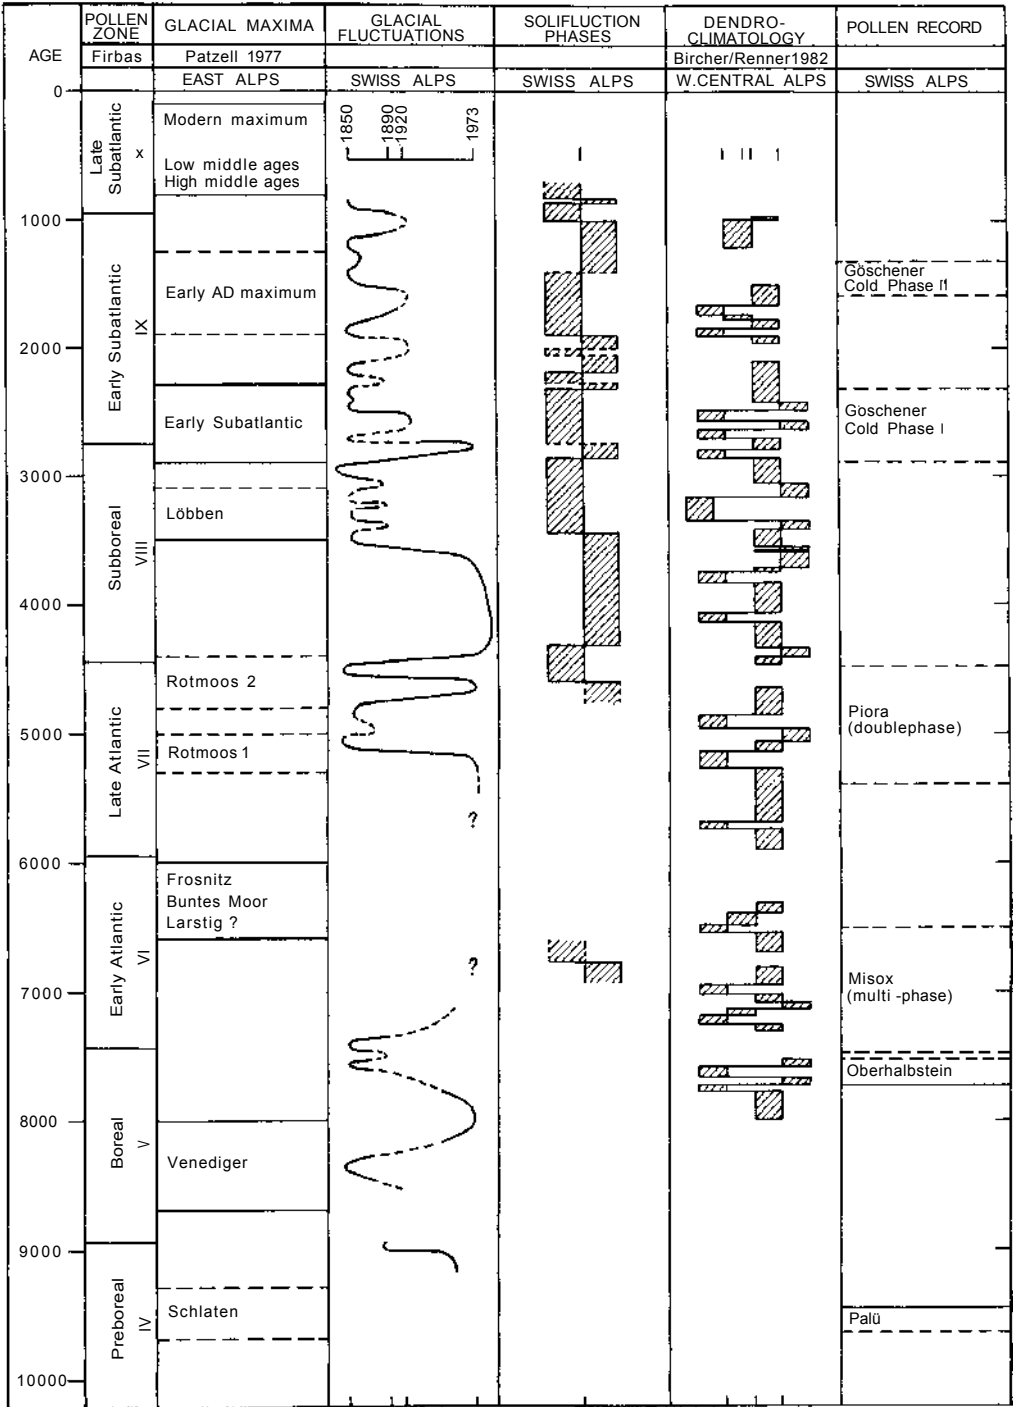 AGE
POLLEN
ZONE
Firbas
GLACIAL MAXIMA
Patzell 1977
EAST ALPS
GLACIAL
FLUCTUATIONS
SWISS ALPS
SOLIFLUCTION
PHASES
SWISS ALPS
DENDRO-
CLIMATOLOGY
Bircher/Renner1982
W.CENTRAL ALPS
POLLEN RECORD
SWISS ALPS
0
1000
2000
3000
4000
5000
6000
7000
8000
9000
10000
Late
Subatlantic
x
Early Subatlantic
IX
Subboreal
VIII
Late Atlantic
VII
Early Atlantic
VI
Boreal
V
Preboreal
IV
Modern maximum
Low middle ages
High middle ages
Early AD maximum
Early Subatlantic
Löbben
Rotmoos 2
Rotmoos 1
Frosnitz
Buntes Moor
Larstig ?
Venediger
Schlaten
1850
1890
1920
1973
?
?
Göschener
Cold Phase II
Goschener
Cold Phase I
Piora
(doublephase)
Misox
(multi -phase)
Oberhalbstein
Palü